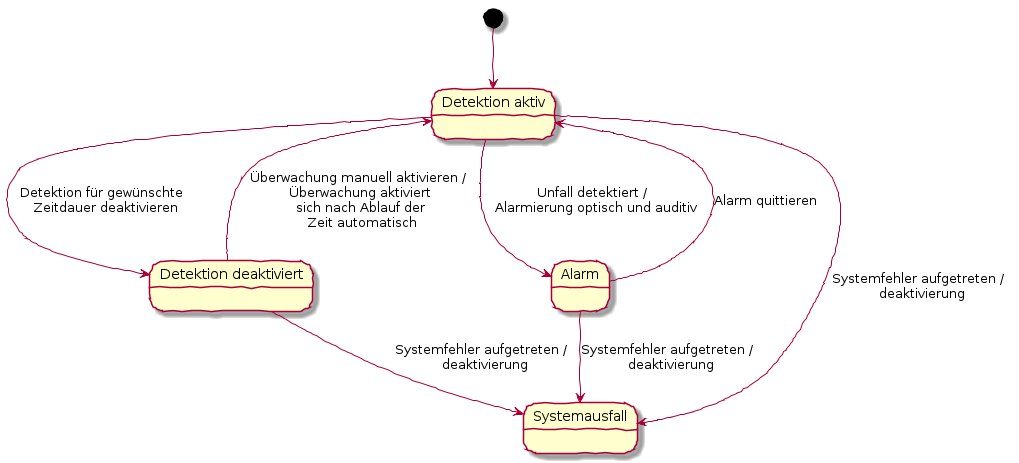 Detektion aktiv
Detektion für gewünschte
Zeitdauer deaktivieren
Überwachung manuell aktivieren /
Überwachung aktiviert
sich nach Ablauf der
Zeit automatisch
Unfall detektiert /
Alarmierung optisch und auditiv
Alarm quittieren
Detektion deaktiviert
Alarm
Systemfehler aufgetreten /
deaktivierung
Systemfehler aufgetreten /
deaktivierung
Systemfehler aufgetreten /
deaktivierung
Systemausfall